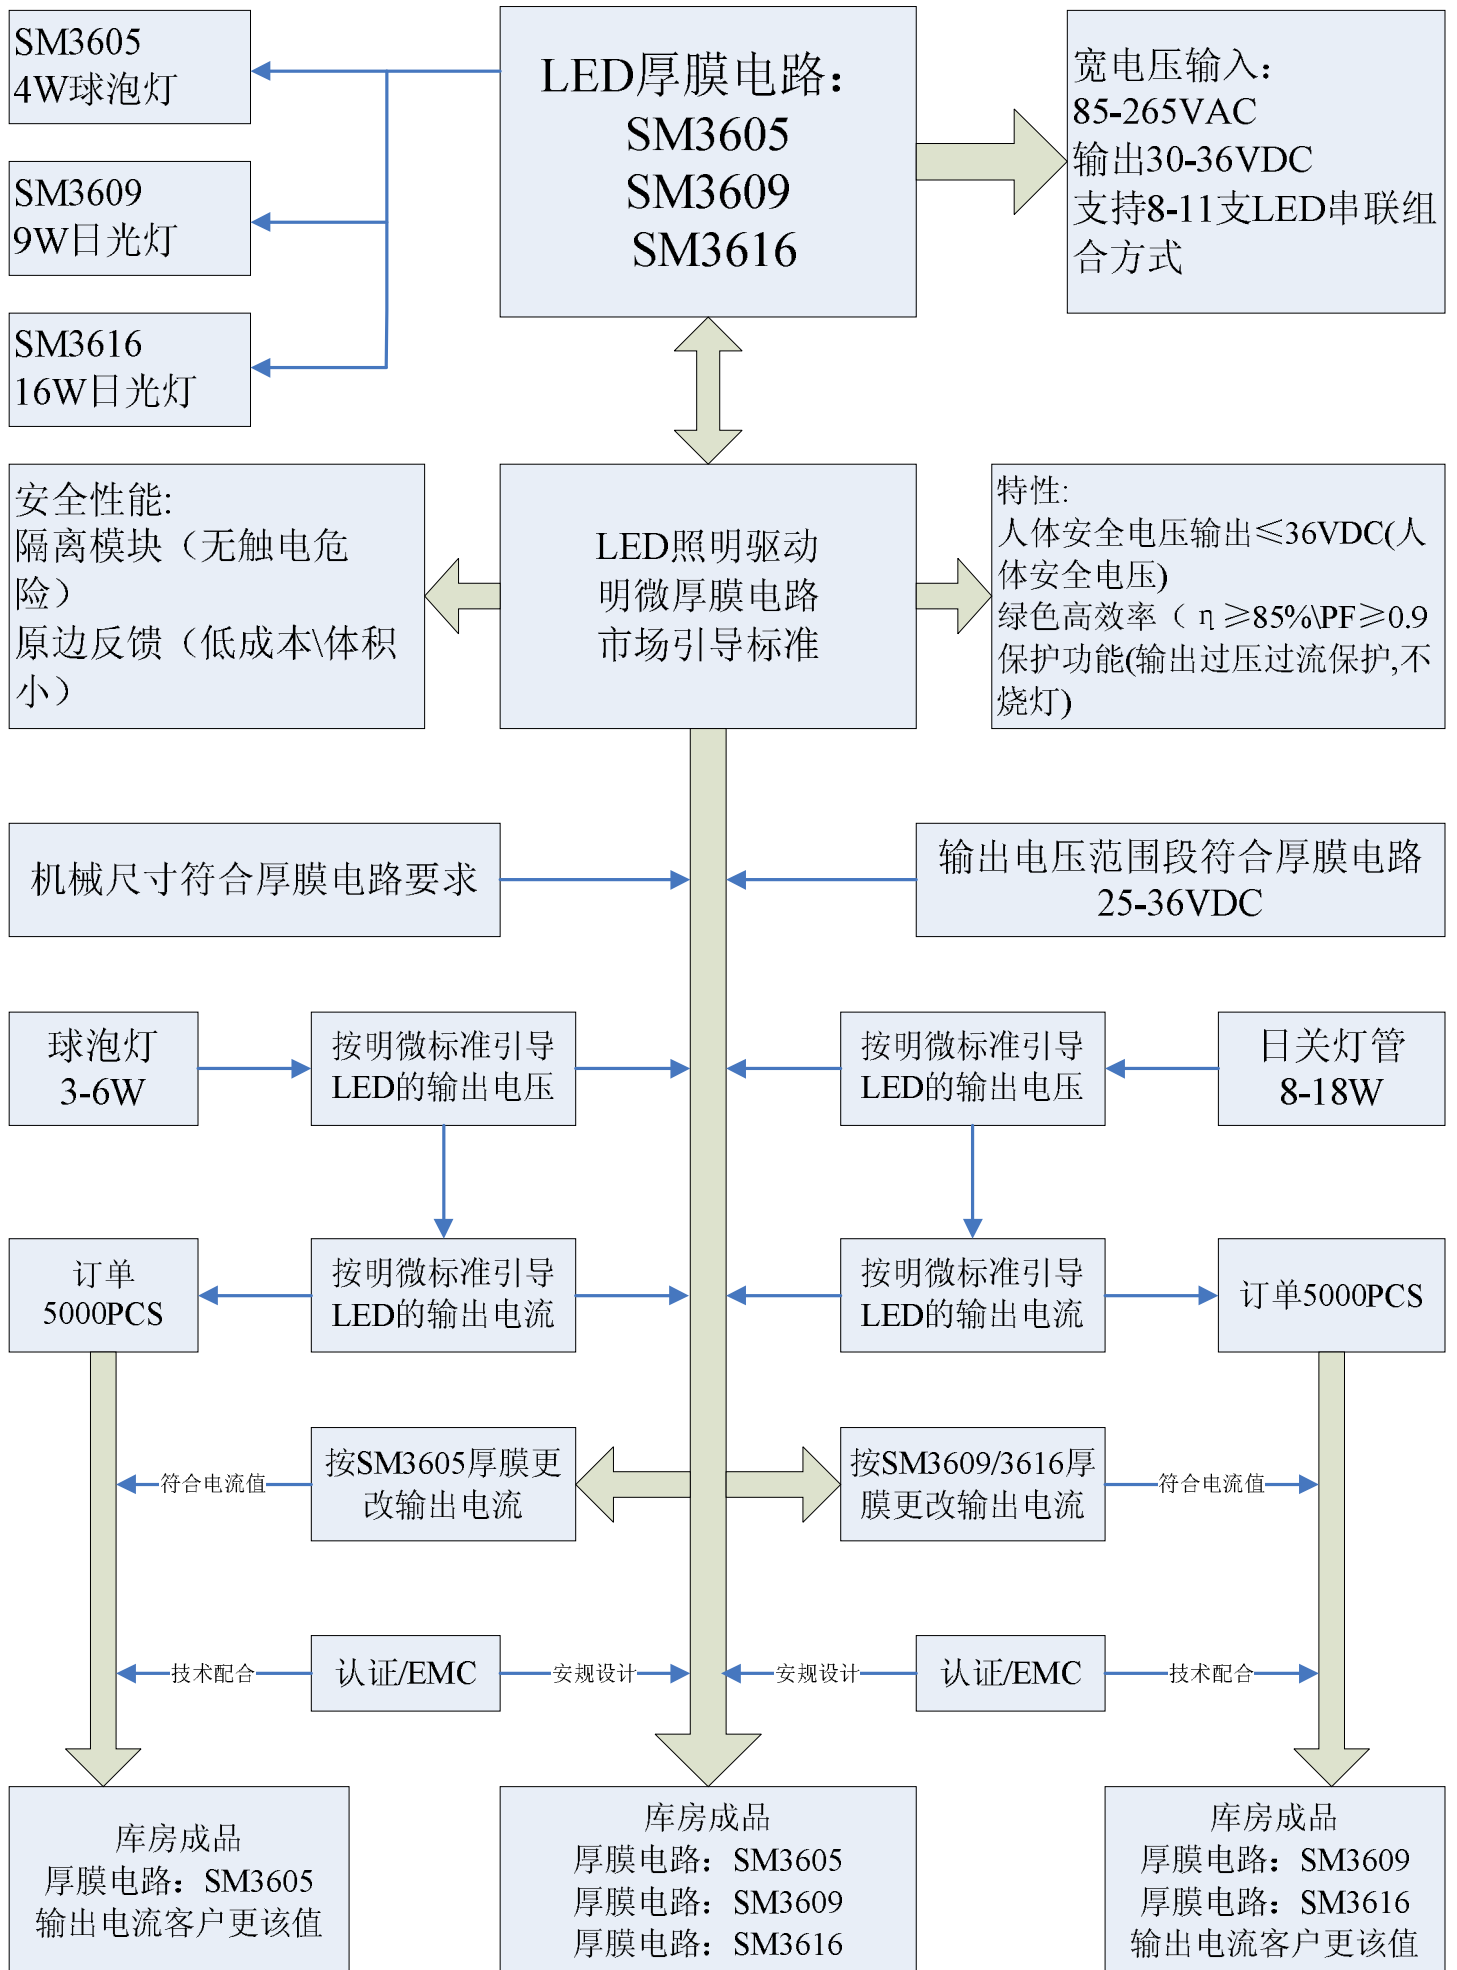 SM3605
4W球泡灯
SM3609
9W日光灯
SM3616
16W日光灯
LED厚膜电路：
SM3605
SM3609
SM3616
宽电压输入：
85-265VAC
输出30-36VDC
支持8-11支LED串联组
合方式
安全性能:
隔离模块（无触电危
险）
原边反馈（低成本\体积
小）
LED照明驱动
明微厚膜电路
市场引导标准
特性:
人体安全电压输出≤36VDC(人
体安全电压)
绿色高效率（η≥85%\PF≥0.9
保护功能(输出过压过流保护,不
烧灯)
机械尺寸符合厚膜电路要求
输出电压范围段符合厚膜电路
25-36VDC
球泡灯
3-6W
按明微标准引导
LED的输出电压
按明微标准引导
LED的输出电压
日关灯管
8-18W
订单
5000PCS
按明微标准引导
LED的输出电流
按明微标准引导
LED的输出电流
订单5000PCS
符合电流值
按SM3605厚膜更
改输出电流
按SM3609/3616厚
膜更改输出电流
符合电流值
技术配合
认证/EMC
安规设计
安规设计
认证/EMC
技术配合
库房成品
厚膜电路：SM3605
输出电流客户更该值
库房成品
厚膜电路：SM3605
厚膜电路：SM3609
厚膜电路：SM3616
库房成品
厚膜电路：SM3609
厚膜电路：SM3616
输出电流客户更该值